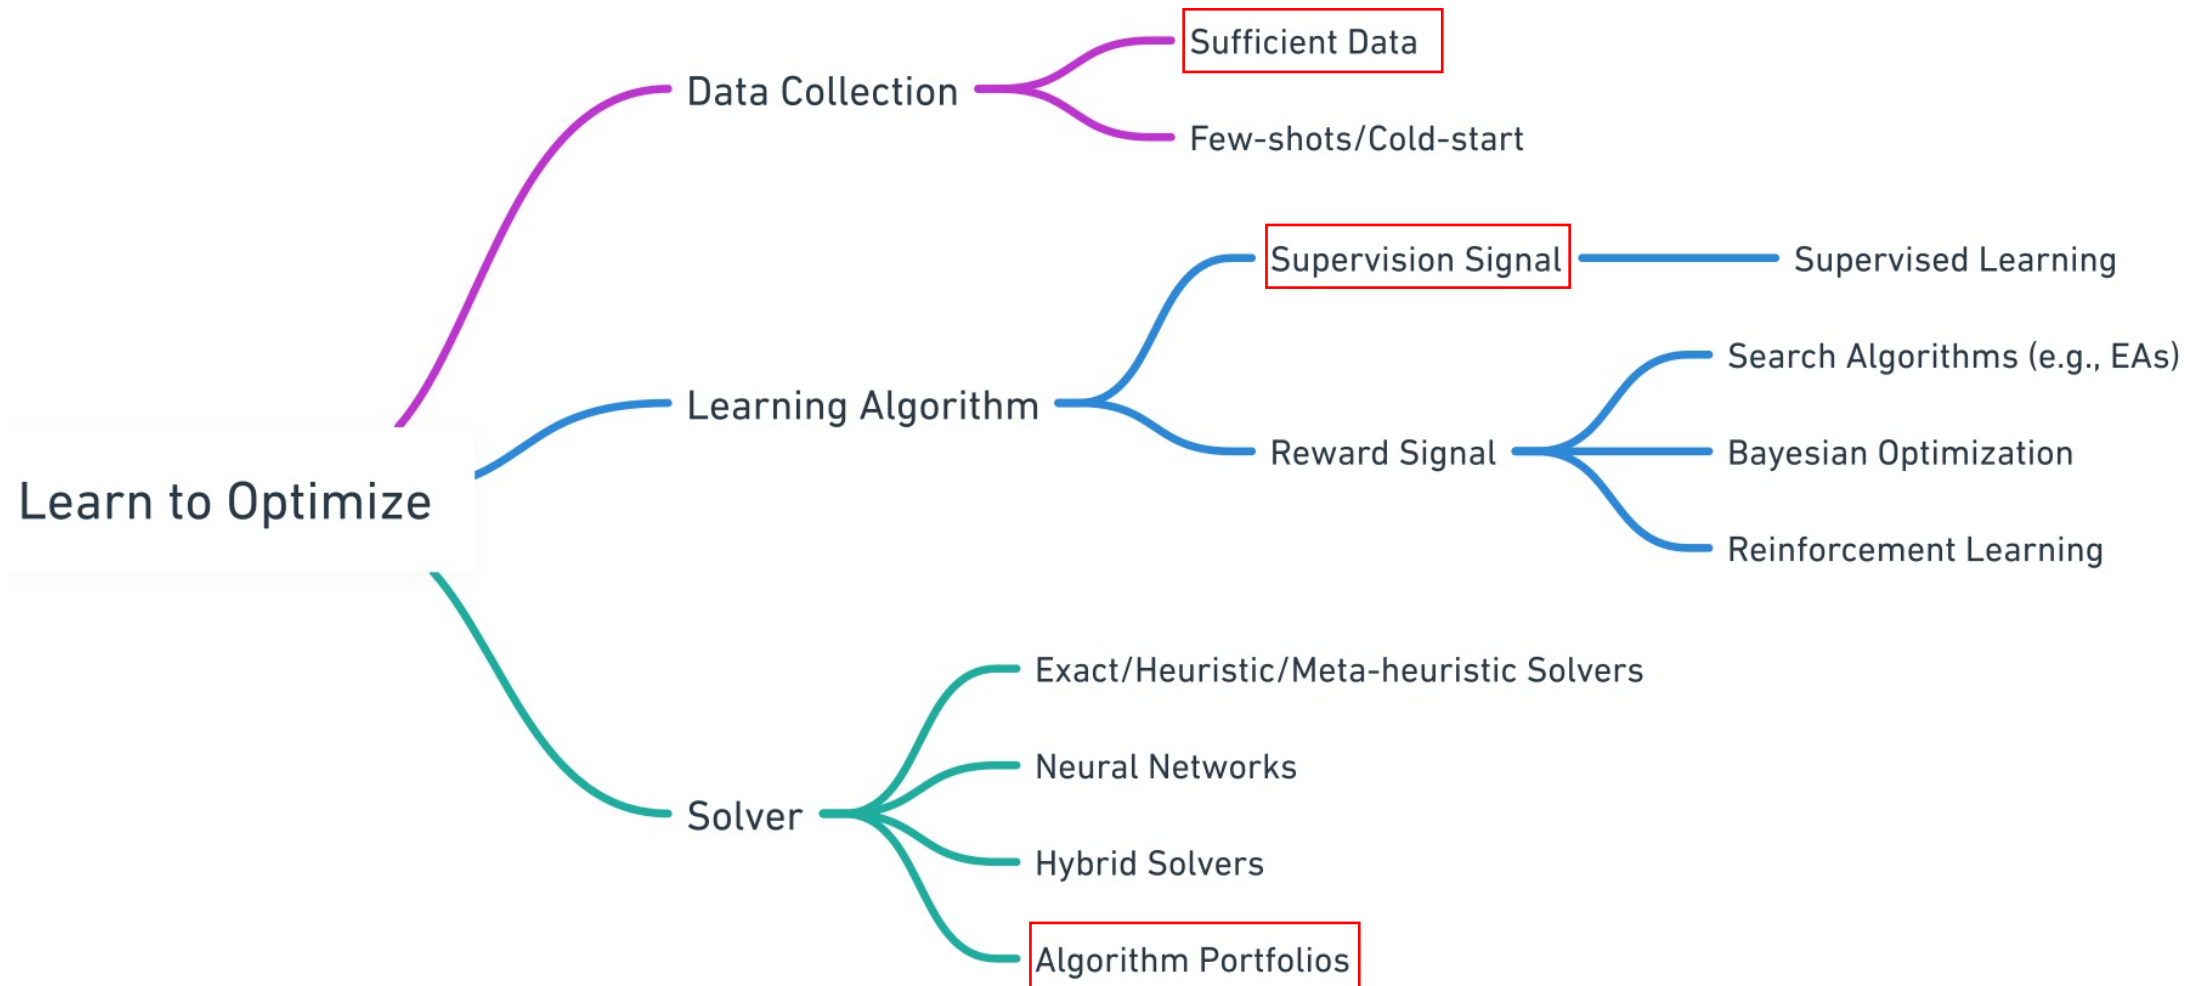 Sufficient Data
Data Collection
Few-shots/Cold-start
Supervision Signal
Supervised Learning
Search Algorithms (e.g., EAs)
Learning Algorithm
Reward Signal
Bayesian Optimization
Reinforcement Learning
Learn to Optimize
Exact/Heuristic/Meta-heuristic Solvers
Neural Networks
Solver
Hybrid Solvers
Algorithm Portfolios